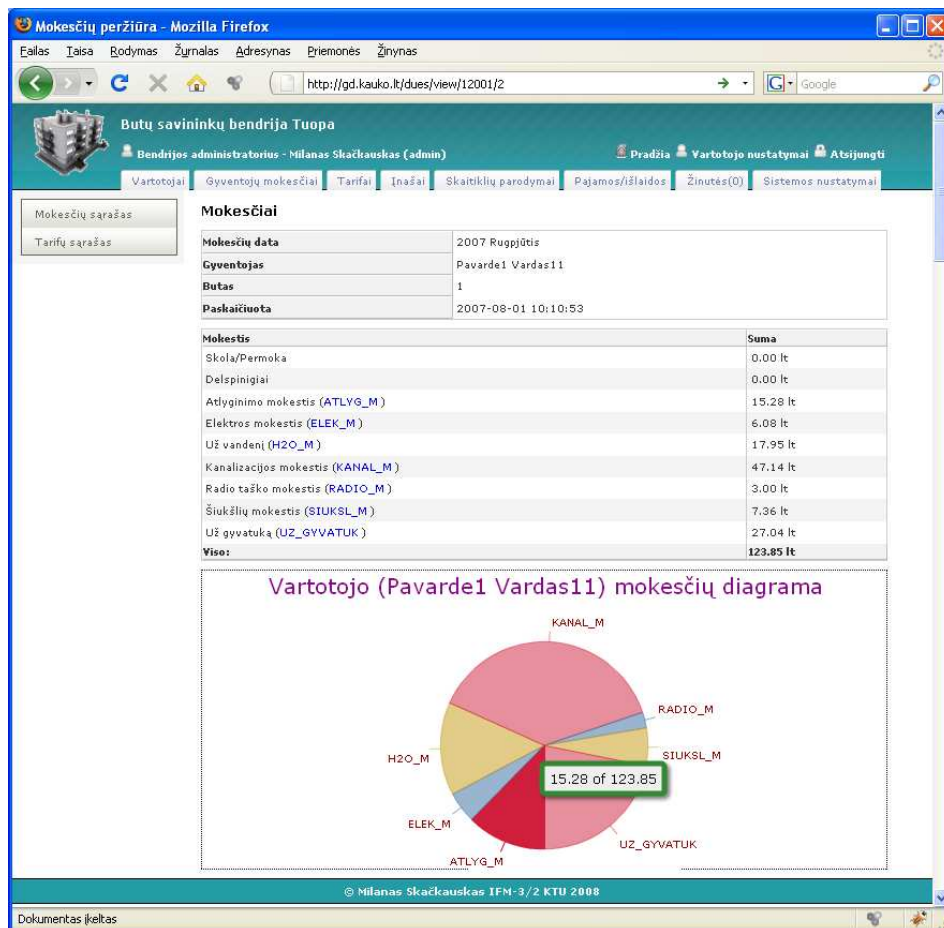 Mokesčių peržiūra - Mozilla Firefox
Failas Taisa Rodymas Žurnalas Adresynas Priemonės Žinynas
http://gd.kauko.lt/dues/view/12001/2 G Google
Butų savininkų bendrija Tuopa
Bendrijos administratorius - Milanas Skačkauskas (admin) Pradžia Vartotojo nustatymai Atsijungti
Vartotojai Gyventojų mokesčiai Tarifai Įnašai Skaitiklių parodymai Pajamos/išlaidos Žinutės(0) Sistemos nustatymai
Mokesčių sąrašas
Tarifų sąrašas
Mokesčiai
Mokesčių data 2007 Rugpjūtis
Gyventojas Pavarde1 Vardas11
Butas 1
Paskaičiuota 2007-08-01 10:10:53
Mokestis Suma
Skola/Permoka 0.00 lt
Delspinigiai 0.00 lt
Atlyginimo mokestis (ATLYG_M ) 15.28 lt
Elektros mokestis (ELEK_M ) 6.08 lt
Už vandenį (H2O_M ) 17.95 lt
Kanalizacijos mokestis (KANAL_M ) 47.14 lt
Radio taško mokestis (RADIO_M ) 3.00 lt
Šiukšlių mokestis (SIUKSL_M ) 7.36 lt
Už gyvatuką (UZ_GYVATUK ) 27.04 lt
Viso: 123.85 lt
Vartotojo (Pavarde1 Vardas11) mokesčių diagrama
KANAL_M
RADIO_M
SIUKSL_M
H2O_M
15.28 of 123.85
ELEK_M
UZ_GYVATUK
ATLYG_M
© Milanas Skačkauskas IFM-3/2 KTU 2008
Dokumentas įkeltas